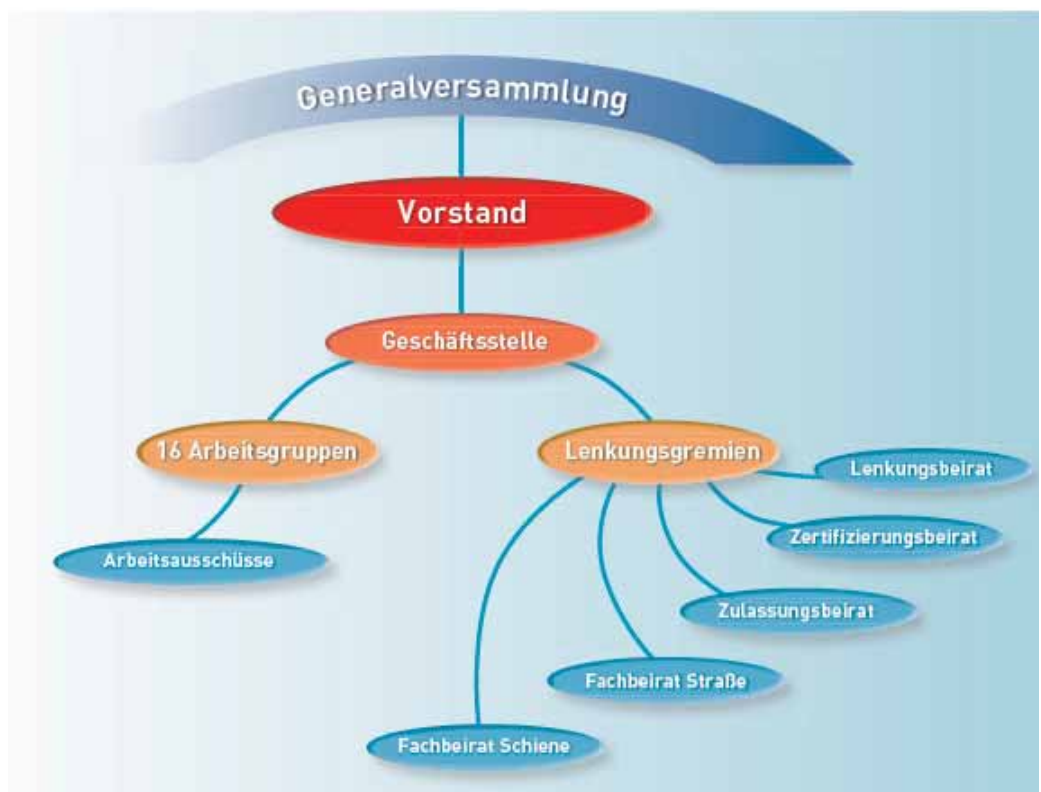 Generalversammlung
Vorstand
Geschäftsstelle
16 Arbeitsgruppen
Lenkungsgremien
Lenkungsbeirat
Zertifizierungsbeirat
Arbeitsausschüsse
Zulassungsbeirat
Fachbeirat Straße
Fachbeirat Schiene